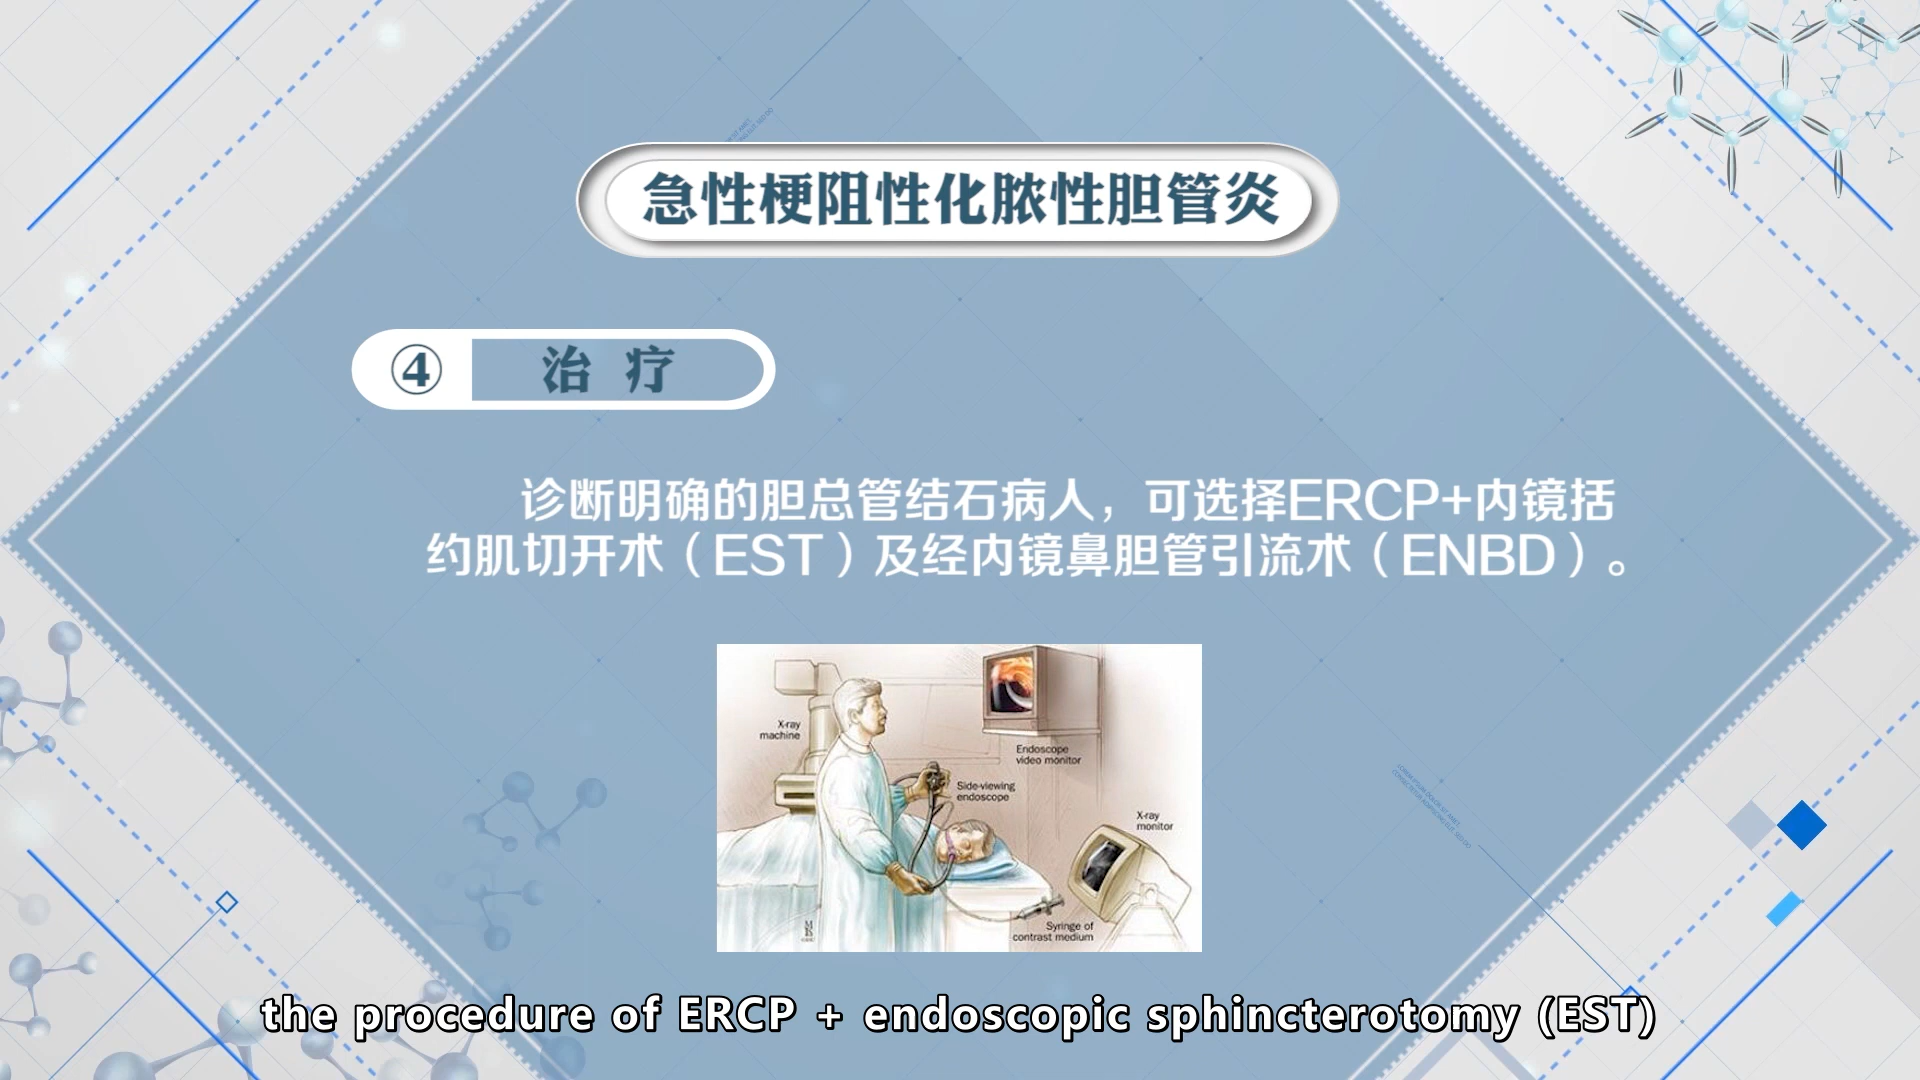 急性梗阻性化脓性胆管炎
④ 治 疗
诊断明确的胆总管结石病人，可选择ERCP+内镜括
约肌切开术（EST）及经内镜鼻胆管引流术（ENBD）。
X-ray
machine
Endoscope
video monitor
Side-viewing
endoscope
X-ray
monitor
Syringe of
contrast medium
the procedure of ERCP + endoscopic sphincterotomy (EST)